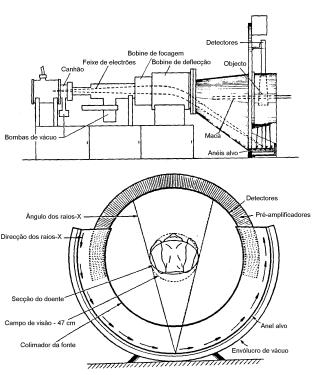 Detectores
Bobine de focagem
Feixe de electrões
Bobine de deflecção
Canhão
Objecto
Bombas de vácuo
Maca
Anéis alvo
Detectores
Ângulo dos raios-X
Pré-amplificadores
Direcção dos raios-X
Secção do doente
Campo de visão - 47 cm
Anel alvo
Colimador da fonte
Envólucro de vácuo